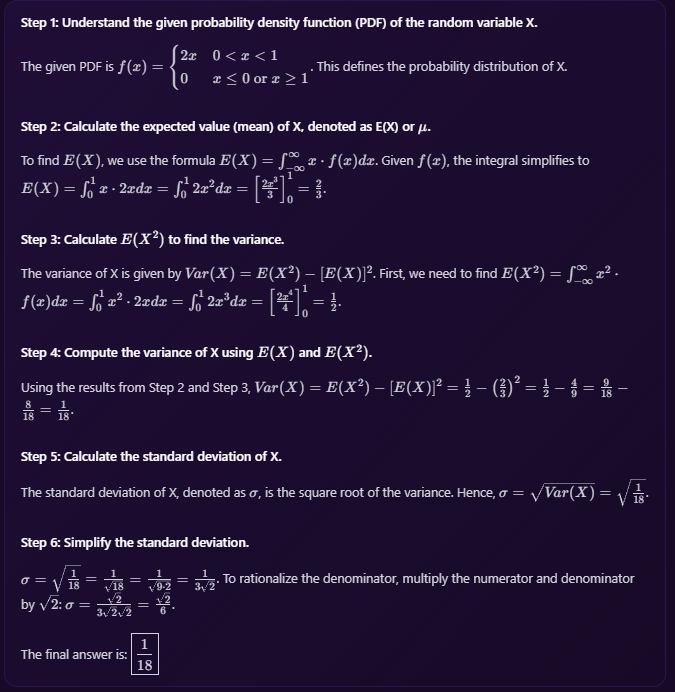 Step 1: Understand the given probability density function (PDF) of the random variable X.
The given PDF is $f(x) = \begin{cases} 2x & 0 < x < 1 \\ 0 & x \leq 0 \text{ or } x \geq 1 \end{cases}$. This defines the probability distribution of X.
Step 2: Calculate the expected value (mean) of X, denoted as E(X) or $\mu$.
To find $E(X)$, we use the formula $E(X) = \int_{-\infty}^{\infty} x \cdot f(x)dx$. Given $f(x)$, the integral simplifies to
$E(X) = \int_0^1 x \cdot 2xdx = \int_0^1 2x^2dx = \left[\frac{2x^3}{3}\right]_0^1 = \frac{2}{3}$.
Step 3: Calculate $E(X^2)$ to find the variance.
The variance of X is given by $Var(X) = E(X^2) - [E(X)]^2$. First, we need to find $E(X^2) = \int_{-\infty}^{\infty} x^2 \cdot$
$f(x)dx = \int_0^1 x^2 \cdot 2xdx = \int_0^1 2x^3dx = \left[\frac{2x^4}{4}\right]_0^1 = \frac{1}{2}$.
Step 4: Compute the variance of X using $E(X)$ and $E(X^2)$.
Using the results from Step 2 and Step 3, $Var(X) = E(X^2) - [E(X)]^2 = \frac{1}{2} - \left(\frac{2}{3}\right)^2 = \frac{1}{2} - \frac{4}{9} = \frac{9}{18} -$
$\frac{8}{18} = \frac{1}{18}$.
Step 5: Calculate the standard deviation of X.
The standard deviation of X, denoted as $\sigma$, is the square root of the variance. Hence, $\sigma = \sqrt{Var(X)} = \sqrt{\frac{1}{18}}$.
Step 6: Simplify the standard deviation.
$\sigma = \sqrt{\frac{1}{18}} = \frac{1}{\sqrt{18}} = \frac{1}{\sqrt{9 \cdot 2}} = \frac{1}{3\sqrt{2}}$. To rationalize the denominator, multiply the numerator and denominator
by $\sqrt{2}$: $\sigma = \frac{\sqrt{2}}{3\sqrt{2}\sqrt{2}} = \frac{\sqrt{2}}{6}$.
The final answer is: $\boxed{\frac{1}{18}}$